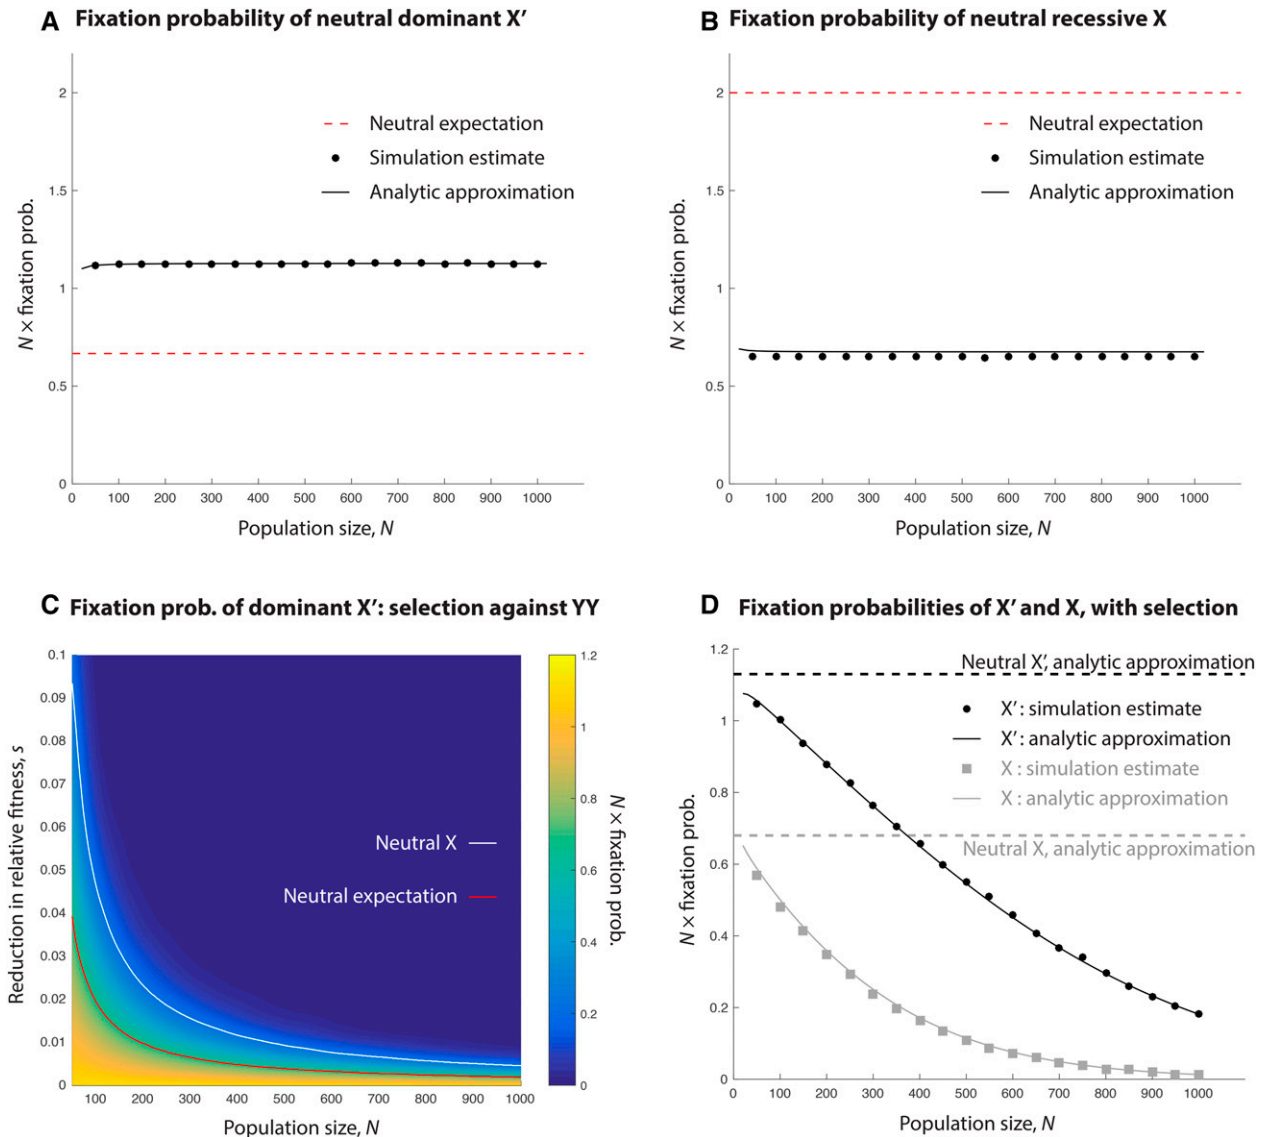 A Fixation probability of neutral dominant X′
2
1.5
1
0.5
0
N × fixation prob.
Neutral expectation
Simulation estimate
Analytic approximation
0 100 200 300 400 500 600 700 800 900 1000
Population size, N
B Fixation probability of neutral recessive X
2
1.5
1
0.5
0
N × fixation prob.
Neutral expectation
Simulation estimate
Analytic approximation
0 100 200 300 400 500 600 700 800 900 1000
Population size, N
C Fixation prob. of dominant X′: selection against YY
0.1
0.09
0.08
0.07
0.06
0.05
0.04
0.03
0.02
0.01
0
Reduction in relative fitness, s
Neutral X
Neutral expectation
100 200 300 400 500 600 700 800 900 1000
Population size, N
1.2
1
0.8
0.6
0.4
0.2
0
N × fixation prob.
D Fixation probabilities of X′ and X, with selection
1.2
1
0.8
0.6
0.4
0.2
0
N × fixation prob.
Neutral X′, analytic approximation
X′ : simulation estimate
X′ : analytic approximation
X : simulation estimate
X : analytic approximation
Neutral X, analytic approximation
0 100 200 300 400 500 600 700 800 900 1000
Population size, N